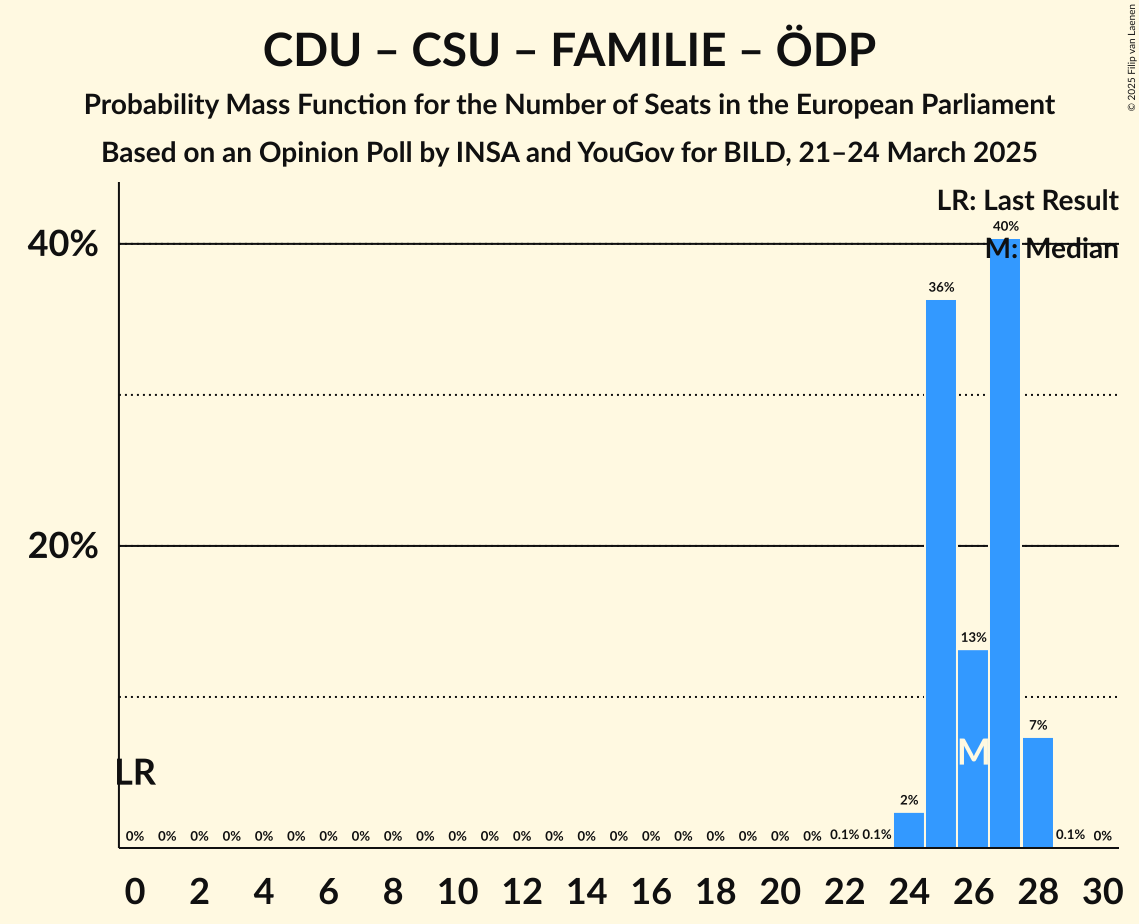 CDU – CSU – FAMILIE – ÖDP
Probability Mass Function for the Number of Seats in the European Parliament
Based on an Opinion Poll by INSA and YouGov for BILD, 21–24 March 2025
© 2025 Filip van Laenen
LR: Last Result
M: Median
40%
20%
40%
36%
13%
7%
2%
M
LR
0% 0% 0% 0% 0% 0% 0% 0% 0% 0% 0% 0% 0% 0% 0% 0% 0% 0% 0% 0% 0% 0% 0.1% 0.1% 0.1% 0%
0 2 4 6 8 10 12 14 16 18 20 22 24 26 28 30